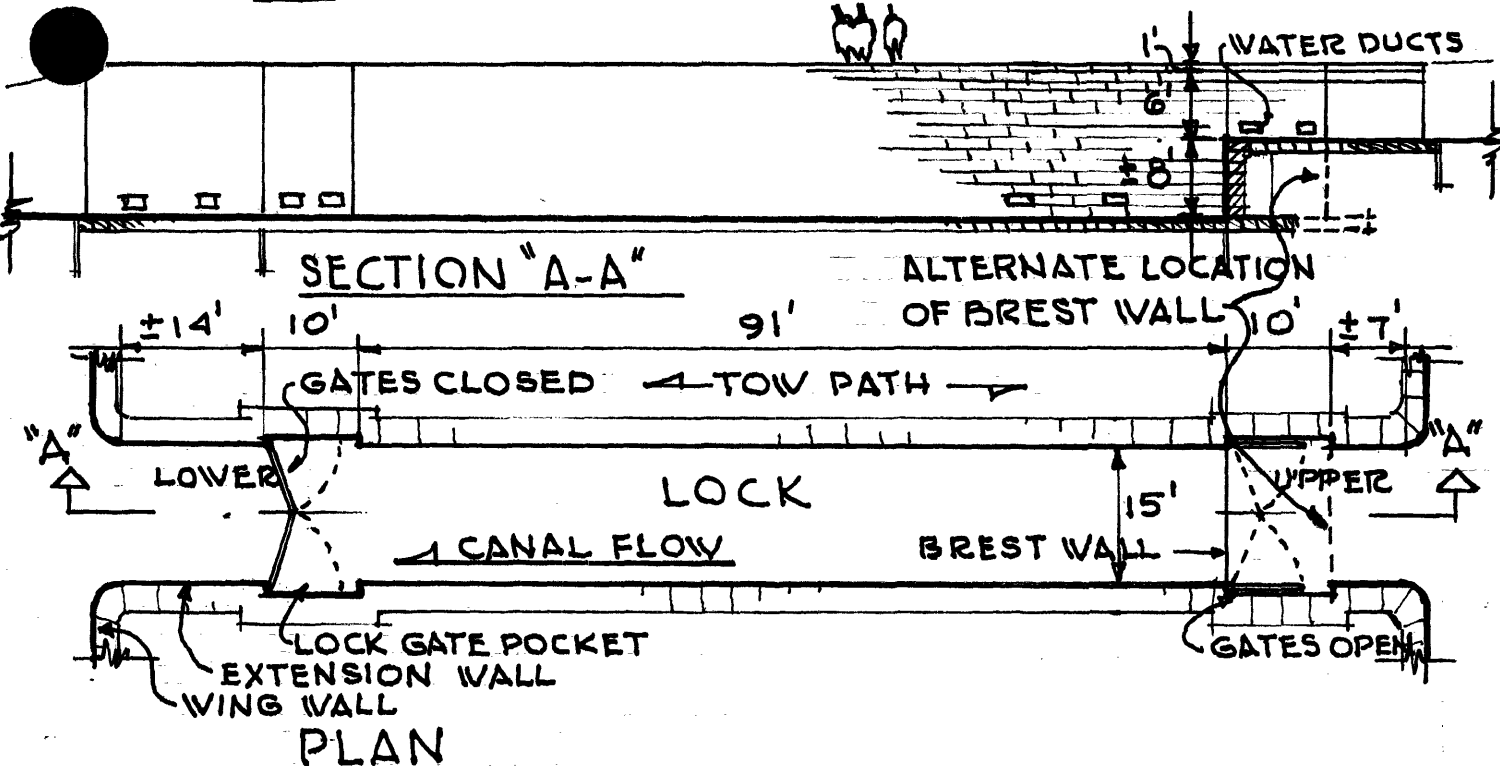 1'
WATER DUCTS
6'
±8'
SECTION "A-A"
ALTERNATE LOCATION
OF BREST WALL
±14'
10'
91'
10'
±7'
GATES CLOSED
TOW PATH
"A"
"A"
LOWER
LOCK
UPPER
15'
CANAL FLOW
BREST WALL
LOCK GATE POCKET
GATES OPEN
EXTENSION WALL
WING WALL
PLAN